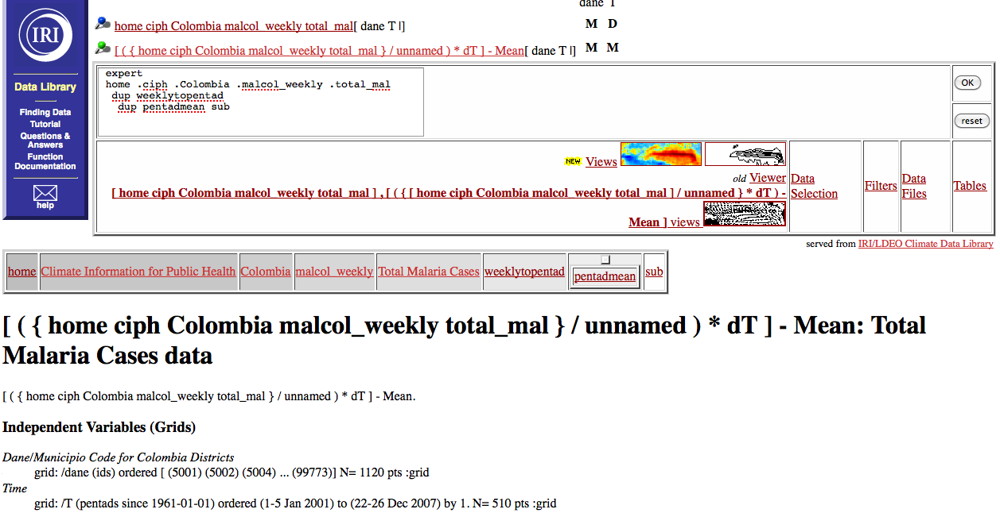 dane T
IRI
home ciph Colombia malcol_weekly total_mal[ dane T |] M D
[ ( { home ciph Colombia malcol_weekly total_mal } / unnamed ) * dT ] - Mean[ dane T |] M M
Data Library
Finding Data
Tutorial
Questions &
Answers
Function
Documentation
help
expert
home .ciph .Colombia .malcol_weekly .total_mal
dup weeklytopentad
dup pentadmean sub
OK
reset
NEW Views
old Viewer
[ home ciph Colombia malcol_weekly total_mal ] , [ ( { [ home ciph Colombia malcol_weekly total_mal ] / unnamed } * dT ) -
Mean ] views
Data
Selection
Filters
Data
Files
Tables
served from IRI/LDEO Climate Data Library
home Climate Information for Public Health Colombia malcol_weekly Total Malaria Cases weeklytopentad pentadmean sub
[ ( { home ciph Colombia malcol_weekly total_mal } / unnamed ) * dT ] - Mean: Total
Malaria Cases data
[ ( { home ciph Colombia malcol_weekly total_mal } / unnamed ) * dT ] - Mean.
Independent Variables (Grids)
Dane/Municipio Code for Colombia Districts
grid: /dane (ids) ordered [ (5001) (5002) (5004) ... (99773)] N= 1120 pts :grid
Time
grid: /T (pentads since 1961-01-01) ordered (1-5 Jan 2001) to (22-26 Dec 2007) by 1. N= 510 pts :grid